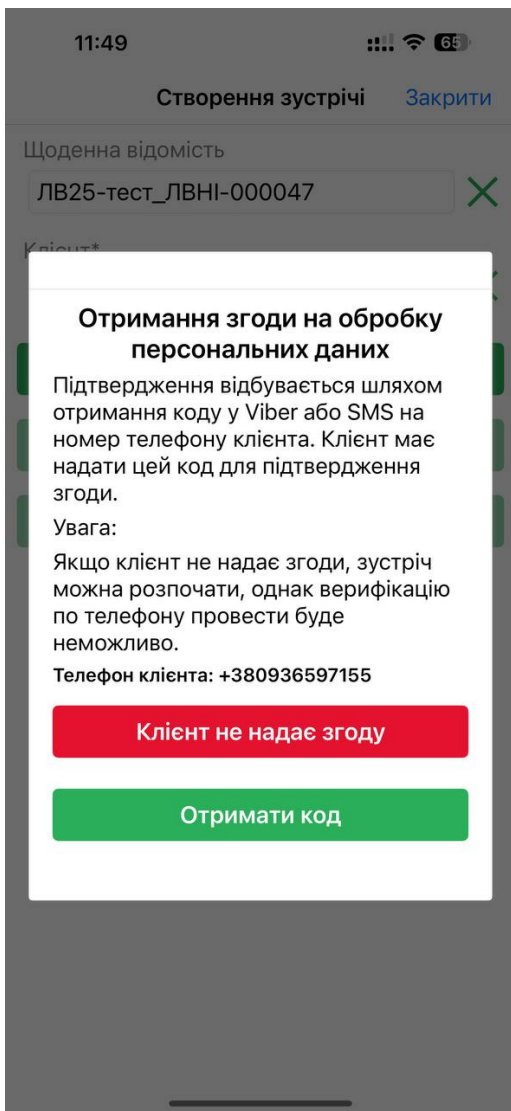 11:49
65
Створення зустрічі Закрити
Щоденна відомість
ЛВ25-тест_ЛВНІ-000047
Клієнт*
Отримання згоди на обробку
персональних даних
Підтвердження відбувається шляхом
отримання коду у Viber або SMS на
номер телефону клієнта. Клієнт має
надати цей код для підтвердження
згоди.
Увага:
Якщо клієнт не надає згоди, зустріч
можна розпочати, однак верифікацію
по телефону провести буде
неможливо.
Телефон клієнта: +380936597155
Клієнт не надає згоду
Отримати код